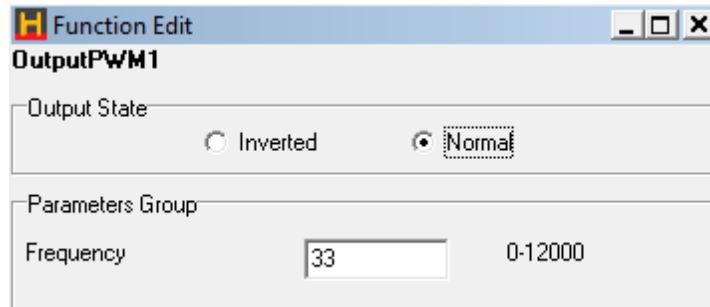 H Function Edit
OutputPWM1
Output State
Inverted Normal
Parameters Group
Frequency 33 0-12000